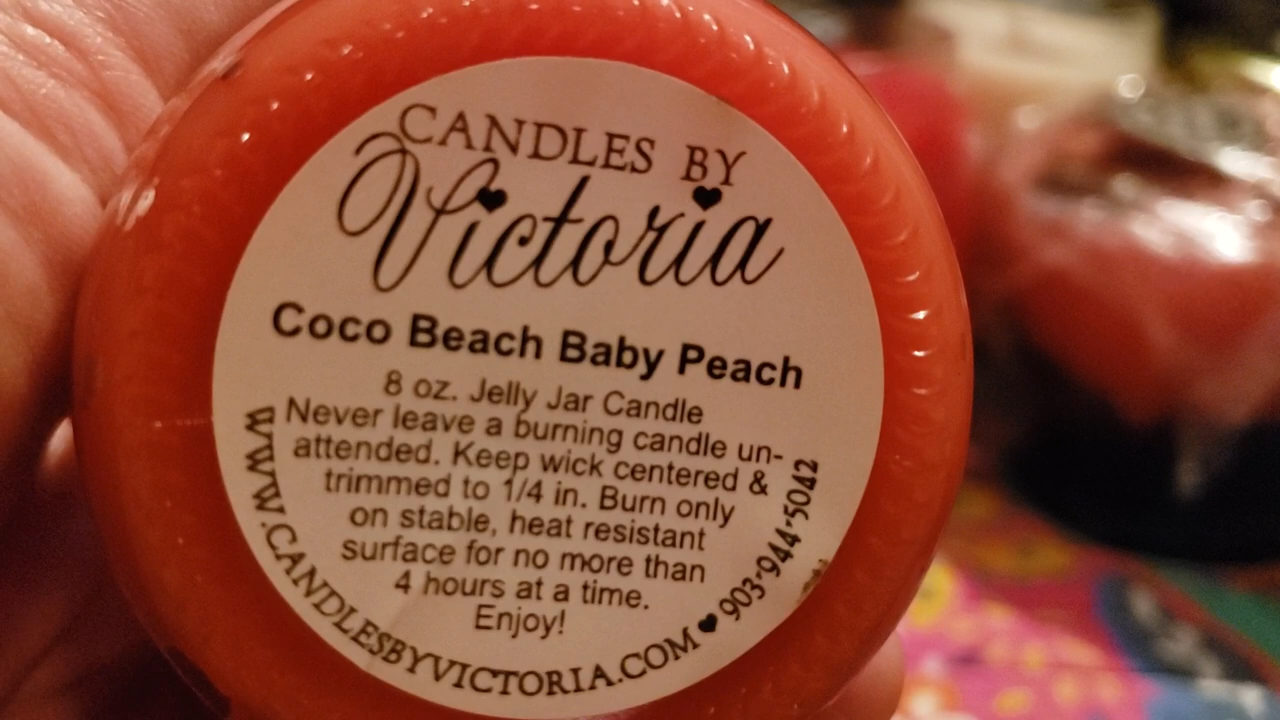 CANDLES BY
Victoria
Coco Beach Baby Peach
8 oz. Jelly Jar Candle
Never leave a burning candle un-
attended. Keep wick centered &
trimmed to 1/4 in. Burn only
on stable, heat resistant
surface for no more than
4 hours at a time.
Enjoy!
WWW.CANDLESBYVICTORIA.COM ♥ 903·944·5042